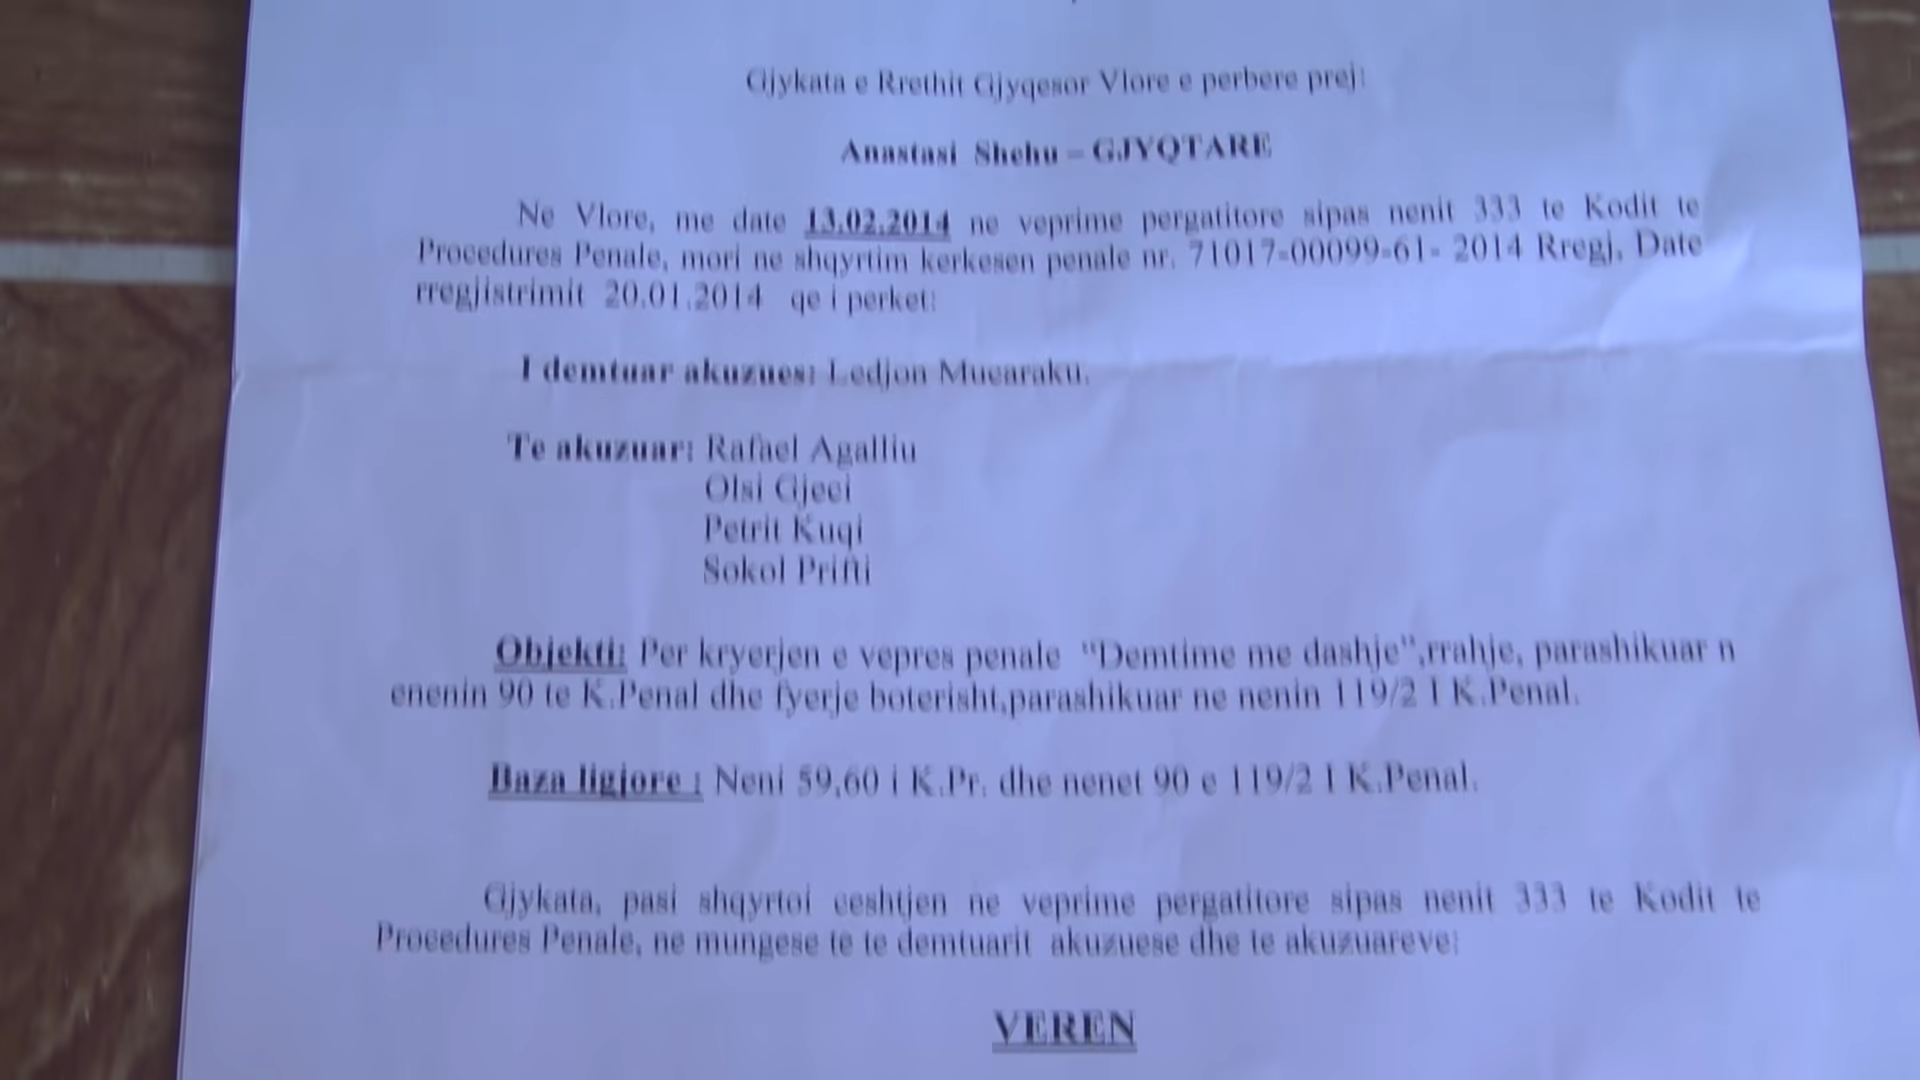 Gjykata e Rrethit Gjyqesor Vlore e perbere prej:
Anastasi Shehu – GJYQTARE
Ne Vlore, me date 13.02.2014 ne veprime pergatitore sipas nenit 333 te Kodit te
Procedures Penale, mori ne shqyrtim kerkesen penale nr. 71017-00099-61- 2014 Rregj. Date
rregjistrimit 20.01.2014 qe i perket:
I demtuar akuzues: Ledjon Mucaraku.
Te akuzuar: Rafael Agalliu
Olsi Gjeci
Petrit Kuqi
Sokol Prifti
Objekti: Per kryerjen e vepres penale “Demtime me dashje”,rrahje, parashikuar n
enenin 90 te K.Penal dhe fyerje boterisht,parashikuar ne nenin 119/2 I K.Penal.
Baza ligjore : Neni 59,60 i K.Pr. dhe nenet 90 e 119/2 I K.Penal.
Gjykata, pasi shqyrtoi ceshtjen ne veprime pergatitore sipas nenit 333 te Kodit te
Procedures Penale, ne mungese te te demtuarit akuzuese dhe te akuzuareve:
VEREN